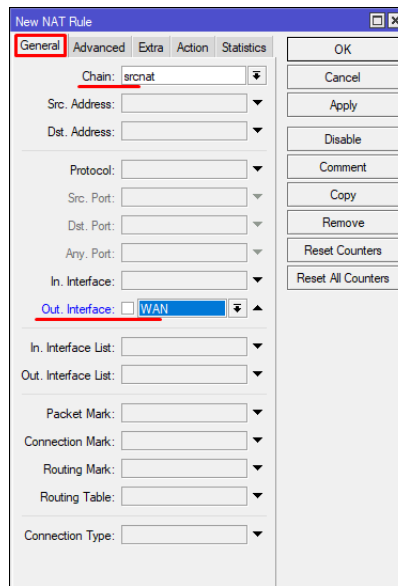 New NAT Rule
General Advanced Extra Action Statistics
OK
Chain: srcnat
Cancel
Src. Address:
Apply
Dst. Address:
Disable
Protocol:
Comment
Src. Port:
Copy
Dst. Port:
Remove
Any. Port:
Reset Counters
In. Interface:
Reset All Counters
Out. Interface: WAN
In. Interface List:
Out. Interface List:
Packet Mark:
Connection Mark:
Routing Mark:
Routing Table:
Connection Type: